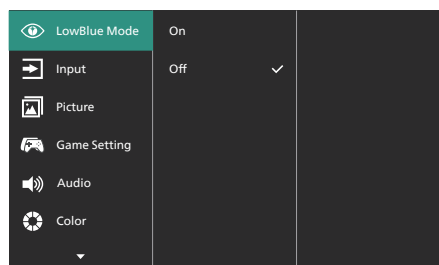 LowBlue Mode
On
Input
Off
Picture
Game Setting
Audio
Color